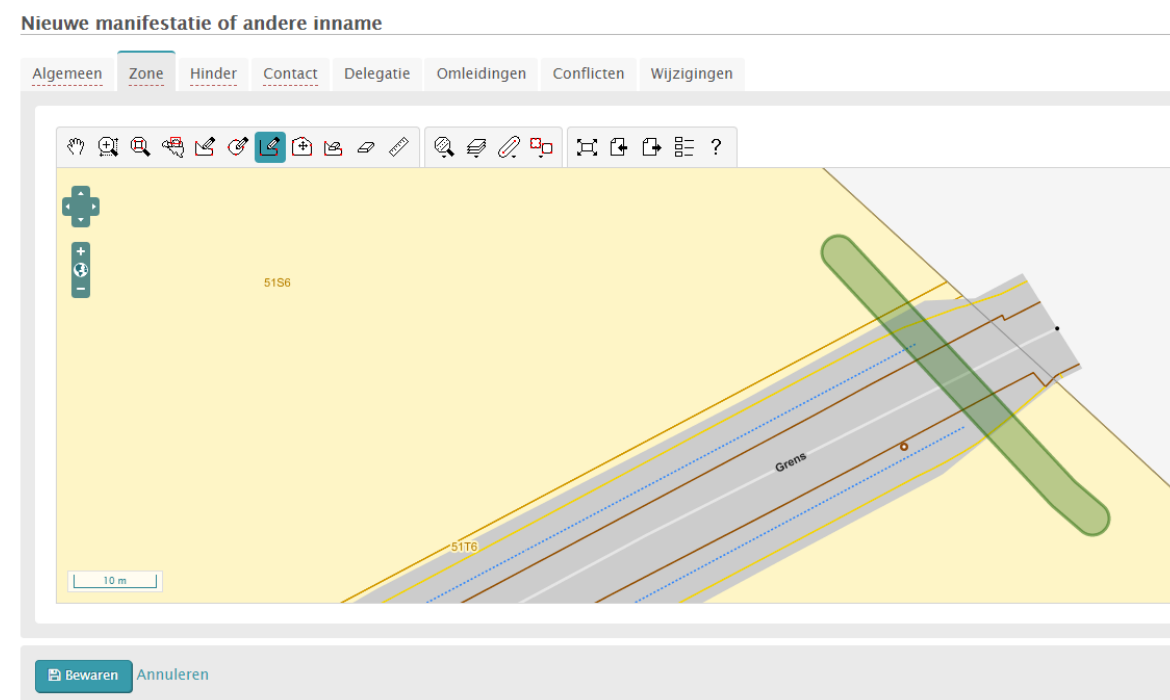 Nieuwe manifestatie of andere inname
Algemeen Zone Hinder Contact Delegatie Omleidingen Conflicten Wijzigingen
?
+
51S6
−
Grens
51T6
10 m
Bewaren Annuleren